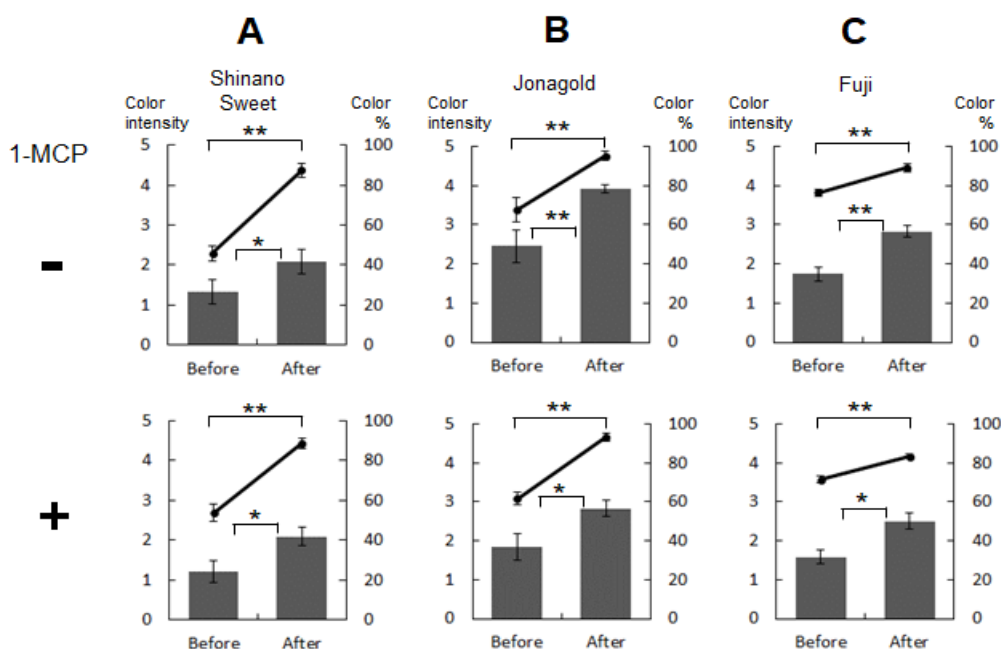 A B C
Shinano
Sweet
Jonagold
Fuji
Color
intensity
Color
%
Color
intensity
Color
%
Color
intensity
Color
%
1-MCP
-
** ** **
* ** **
5 100 5 100 5 100
4 80 4 80 4 80
3 60 3 60 3 60
2 40 2 40 2 40
1 20 1 20 1 20
0 0 0 0 0 0
Before After Before After Before After
+
** ** **
* * *
5 100 5 100 5 100
4 80 4 80 4 80
3 60 3 60 3 60
2 40 2 40 2 40
1 20 1 20 1 20
0 0 0 0 0 0
Before After Before After Before After